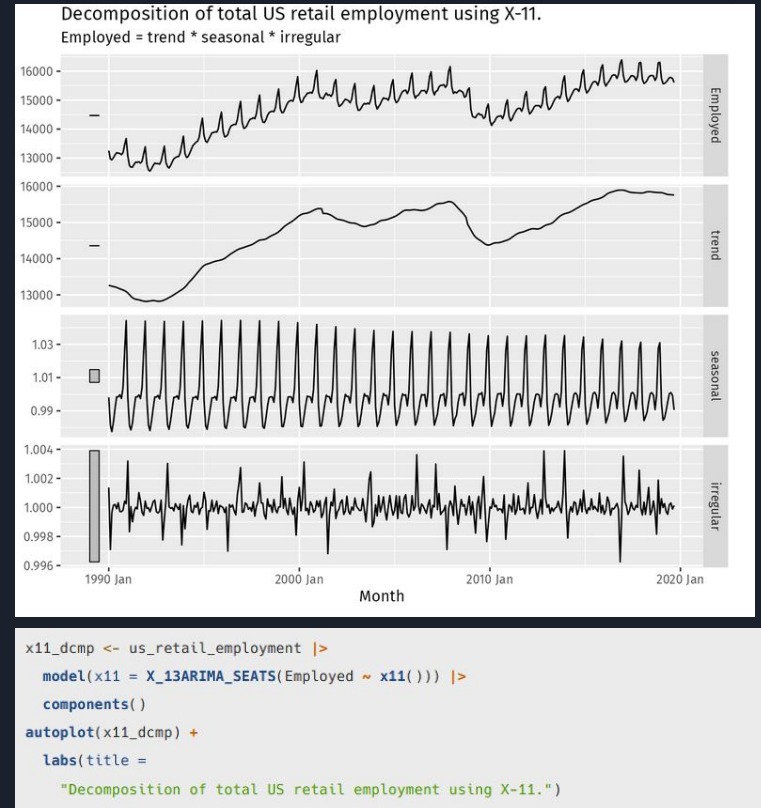 Decomposition of total US retail employment using X-11.
Employed = trend * seasonal * irregular
16000
15000
14000
13000
Employed
16000
15000
14000
13000
trend
1.03
1.01
0.99
seasonal
1.004
1.002
1.000
0.998
0.996
irregular
1990 Jan
2000 Jan
2010 Jan
2020 Jan
Month
x11_dcmp <- us_retail_employment |>
model(x11 = X_13ARIMA_SEATS(Employed ~ x11())) |>
components()
autoplot(x11_dcmp) +
labs(title =
"Decomposition of total US retail employment using X-11.")